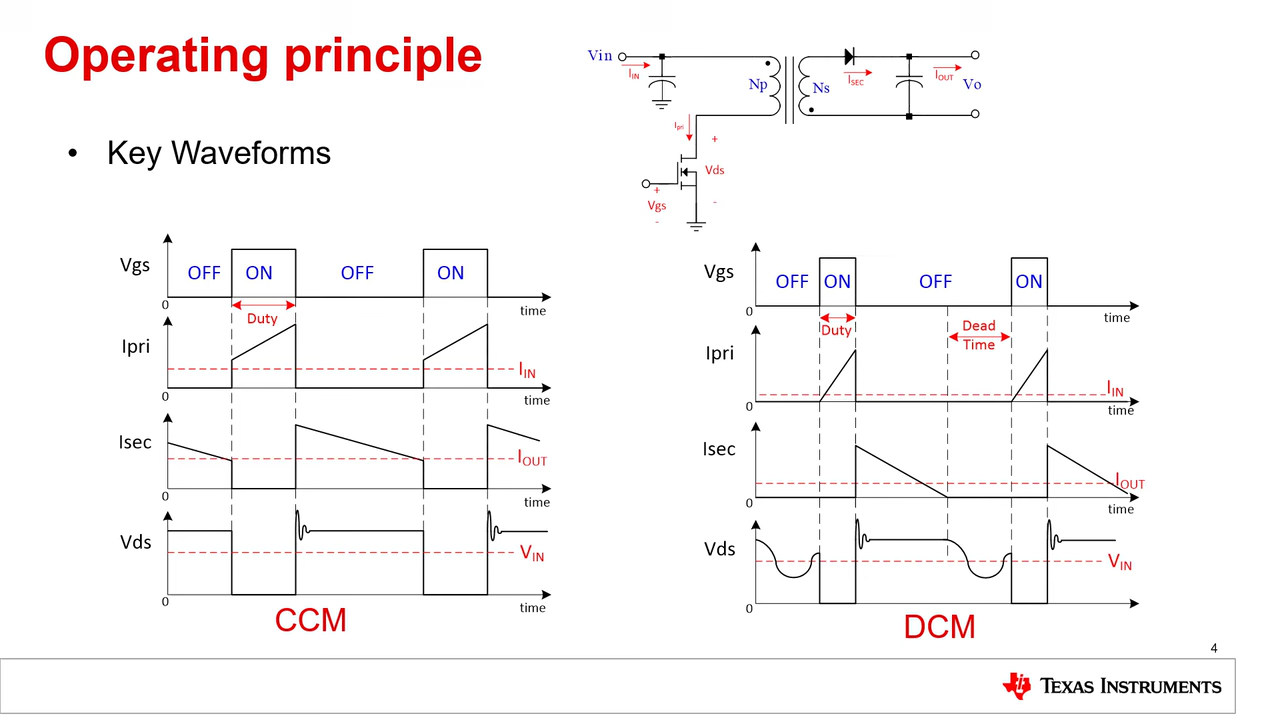 Operating principle
• Key Waveforms
Vin
I_IN
Np
Ns
I_SEC
I_OUT
Vo
I_pri
+
Vds
-
+
Vgs
-
Vgs
OFF
ON
OFF
ON
0
time
Duty
Ipri
I_IN
0
time
Isec
I_OUT
0
time
Vds
V_IN
0
time
CCM
Vgs
OFF
ON
OFF
ON
0
time
Duty
Dead
Time
Ipri
I_IN
0
time
Isec
I_OUT
0
time
Vds
V_IN
0
DCM
4
TEXAS INSTRUMENTS